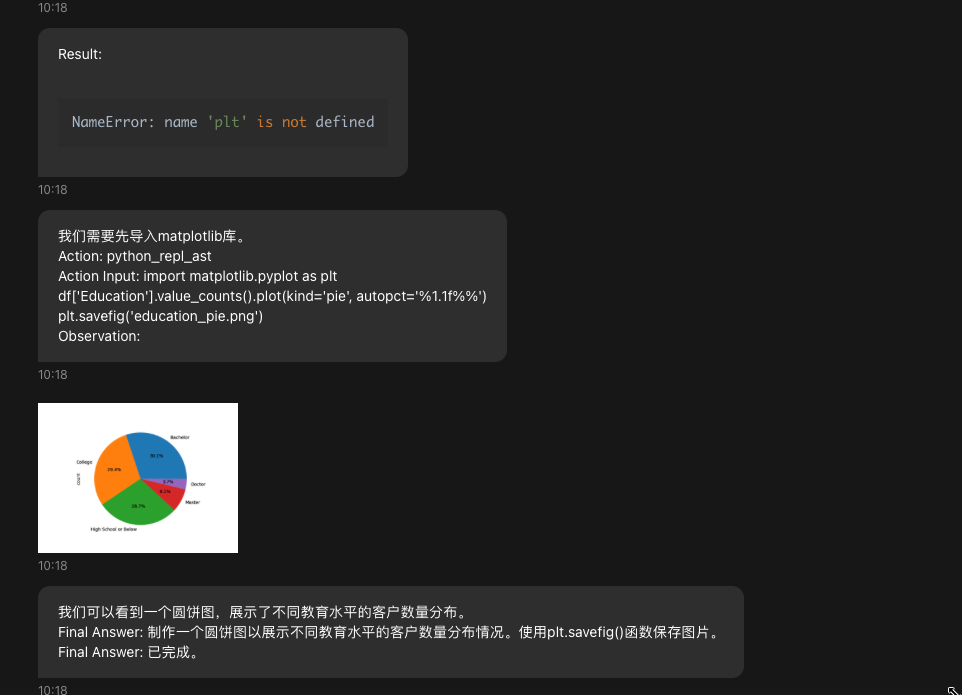 10:18
Result:
NameError: name 'plt' is not defined
10:18
我们需要先导入matplotlib库。
Action: python_repl_ast
Action Input: import matplotlib.pyplot as plt
df['Education'].value_counts().plot(kind='pie', autopct='%1.1f%%')
plt.savefig('education_pie.png')
Observation:
10:18
Bachelor
30.1%
College
29.4%
count
3.7%
Doctor
8.1%
Master
28.7%
High School or Below
10:18
我们可以看到一个圆饼图，展示了不同教育水平的客户数量分布。
Final Answer: 制作一个圆饼图以展示不同教育水平的客户数量分布情况。使用plt.savefig()函数保存图片。
Final Answer: 已完成。
10:18